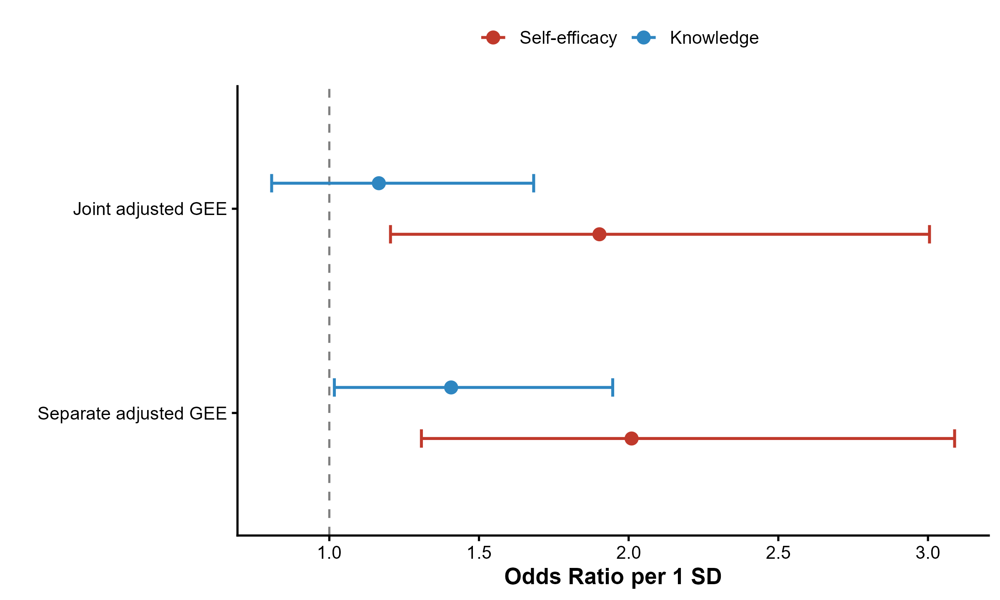 Self-efficacy Knowledge
Joint adjusted GEE
Separate adjusted GEE
1.0 1.5 2.0 2.5 3.0
Odds Ratio per 1 SD